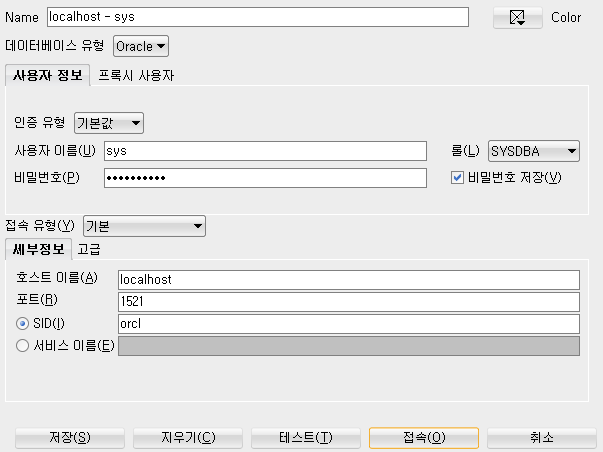 Name localhost - sys Color
데이터베이스 유형 Oracle
사용자 정보 프록시 사용자
인증 유형 기본값
사용자 이름(U) sys 롤(L) SYSDBA
비밀번호(P) •••••••••• 비밀번호 저장(V)
접속 유형(Y) 기본
세부정보 고급
호스트 이름(A) localhost
포트(R) 1521
SID(I) orcl
서비스 이름(E)
저장(S) 지우기(C) 테스트(T) 접속(O) 취소